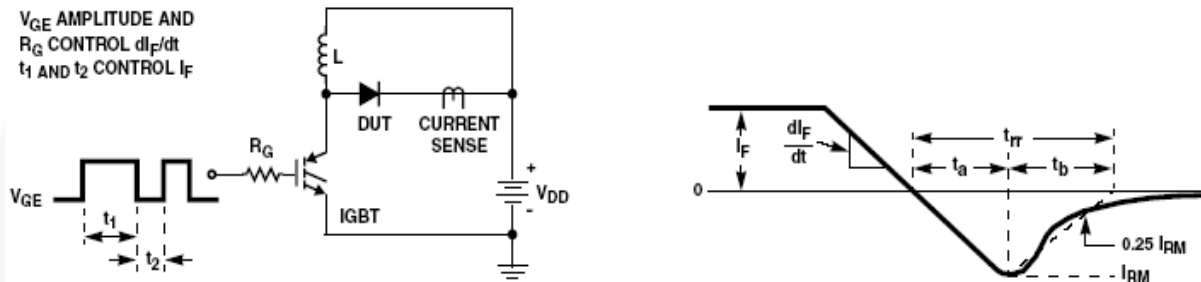 VGE AMPLITUDE AND
RG CONTROL dIF/dt
t1 AND t2 CONTROL IF
L
DUT
CURRENT
SENSE
RG
VGE
IGBT
+
VDD
-
t1
t2
IF
dIF
dt
trr
ta
tb
0
0.25 IRM
IRM